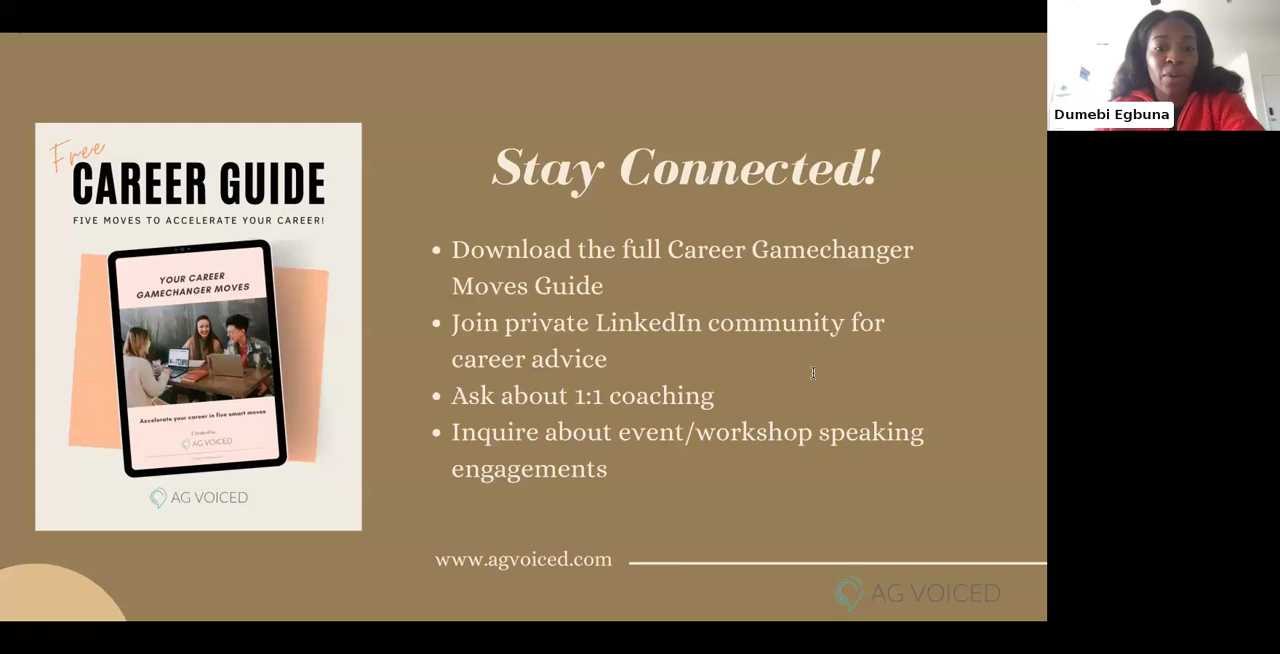 Dumebi Egbuna
Free
CAREER GUIDE
FIVE MOVES TO ACCELERATE YOUR CAREER!
YOUR CAREER
GAMECHANGER MOVES
Accelerate your career in five smart moves
AG VOICED
AG VOICED
Stay Connected!
• Download the full Career Gamechanger
Moves Guide
• Join private LinkedIn community for
career advice
• Ask about 1:1 coaching
• Inquire about event/workshop speaking
engagements
www.agvoiced.com
AG VOICED